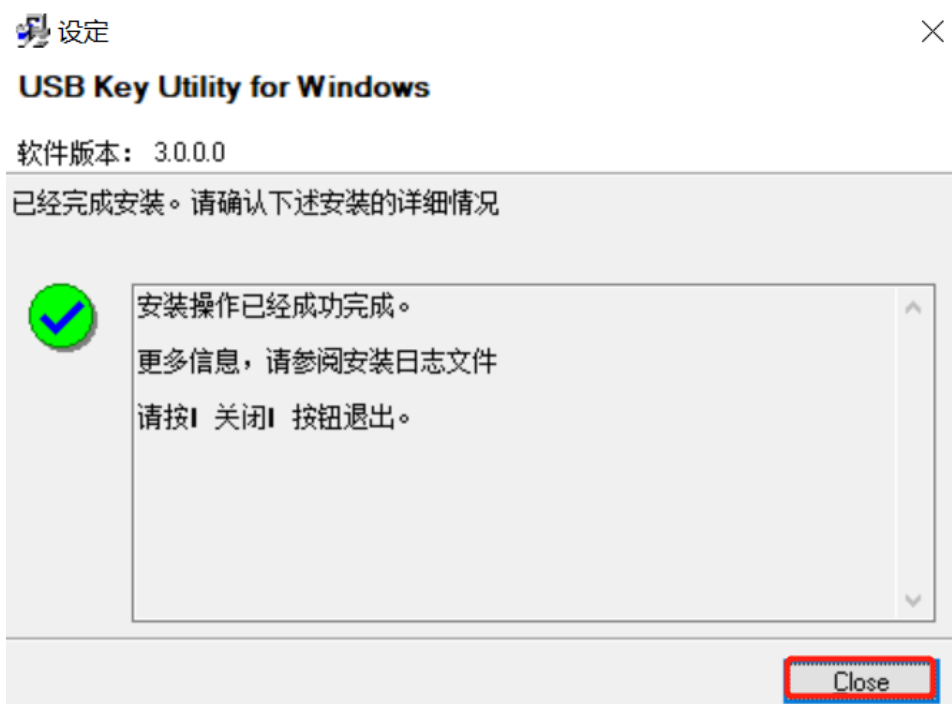 设定
USB Key Utility for Windows
软件版本： 3.0.0.0
已经完成安装。请确认下述安装的详细情况
安装操作已经成功完成。
更多信息，请参阅安装日志文件
请按I 关闭I 按钮退出。
Close